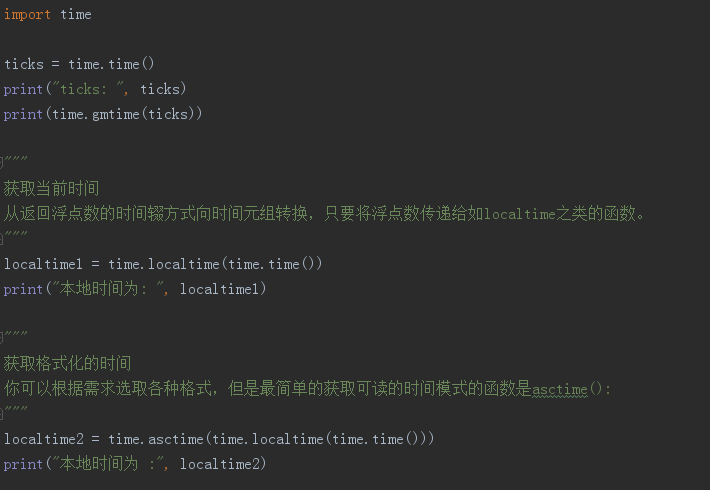 import time
ticks = time.time()
print("ticks: ", ticks)
print(time.gmtime(ticks))
"""
获取当前时间
从返回浮点数的时间辍方式向时间元组转换，只要将浮点数传递给如localtime之类的函数。
"""
localtime1 = time.localtime(time.time())
print("本地时间为: ", localtime1)
"""
获取格式化的时间
你可以根据需求选取各种格式，但是最简单的获取可读的时间模式的函数是asctime():
"""
localtime2 = time.asctime(time.localtime(time.time()))
print("本地时间为 :", localtime2)